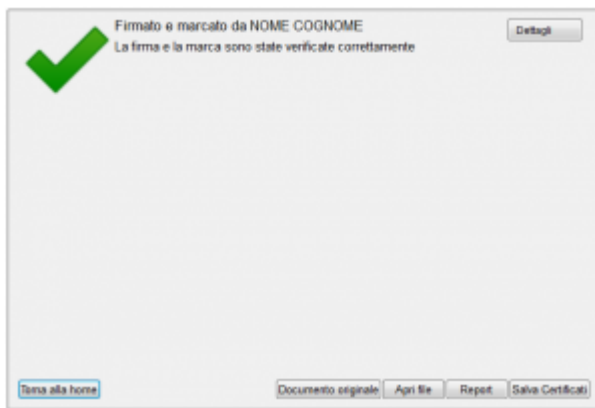 Firmato e marcato da NOME COGNOME
Dettagli
La firma e la marca sono state verificate correttamente
Torna alla home
Documento originale
Apri file
Report
Salva Certificati